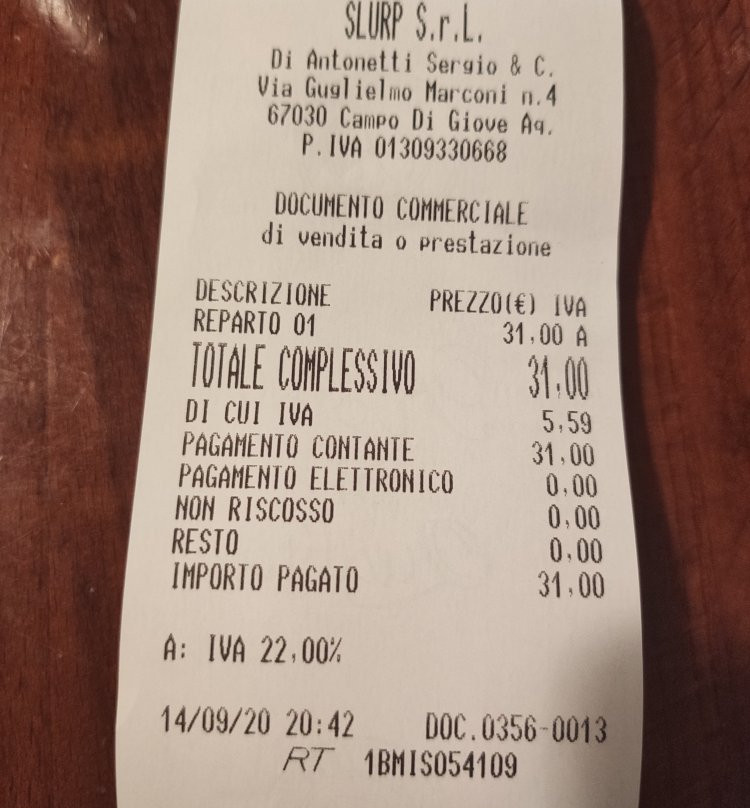 SLURP S.r.L.
Di Antonetti Sergio & C.
Via Guglielmo Marconi n.4
67030 Campo Di Giove Aq.
P.IVA 01309330668
DOCUMENTO COMMERCIALE
di vendita o prestazione
DESCRIZIONE PREZZO(€) IVA
REPARTO 01 31,00 A
TOTALE COMPLESSIVO 31,00
DI CUI IVA 5,59
PAGAMENTO CONTANTE 31,00
PAGAMENTO ELETTRONICO 0,00
NON RISCOSSO 0,00
RESTO 0,00
IMPORTO PAGATO 31,00
A: IVA 22,00%
14/09/20 20:42 DOC.0356-0013
RT 1BMIS054109